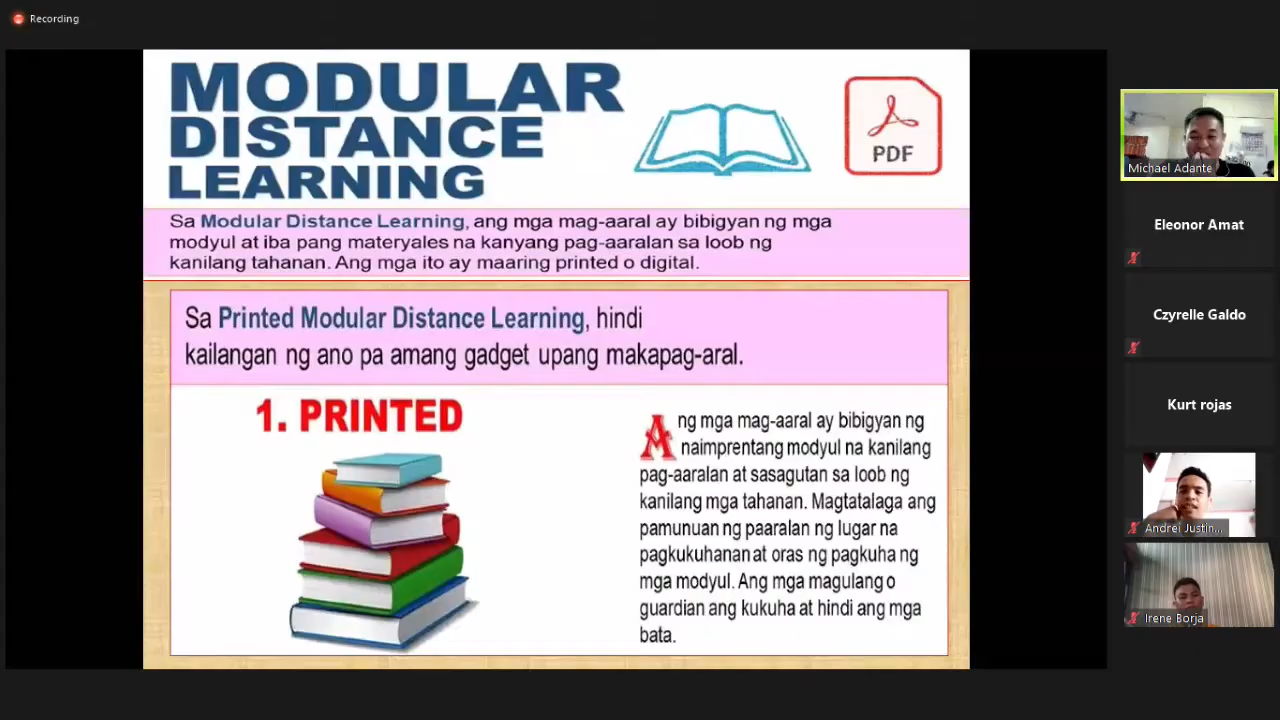 Recording
MODULAR
DISTANCE
LEARNING
PDF
Sa Modular Distance Learning, ang mga mag-aaral ay bibigyan ng mga
modyul at iba pang materyales na kanyang pag-aaralan sa loob ng
kanilang tahanan. Ang mga ito ay maaring printed o digital.
Sa Printed Modular Distance Learning, hindi
kailangan ng ano pa amang gadget upang makapag-aral.
1. PRINTED
Ang mga mag-aaral ay bibigyan ng
naimprentang modyul na kanilang
pag-aaralan at sasagutan sa loob ng
kanilang mga tahanan. Magtatalaga ang
pamunuan ng paaralan ng lugar na
pagkukuhanan at oras ng pagkuha ng
mga modyul. Ang mga magulang o
guardian ang kukuha at hindi ang mga
bata.
Michael Adante
Eleonor Amat
Czyrelle Galdo
Kurt rojas
Andrei Justin...
Irene Borja